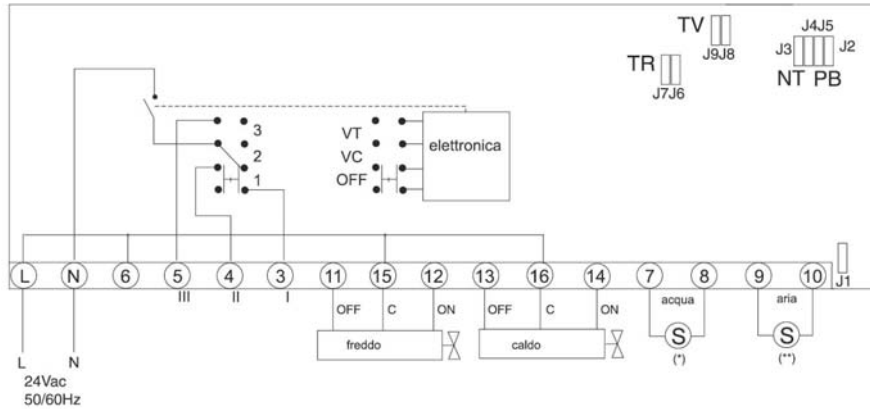 TV
J9J8
J4J5
J3
J2
NT PB
TR
J7J6
3
2
1
VT
VC
OFF
elettronica
L N 6 5 4 3 11 15 12 13 16 14 7 8 9 10
J1
III II I
OFF C ON OFF C ON
acqua aria
freddo caldo S S
(*) (**)
L N
24Vac
50/60Hz